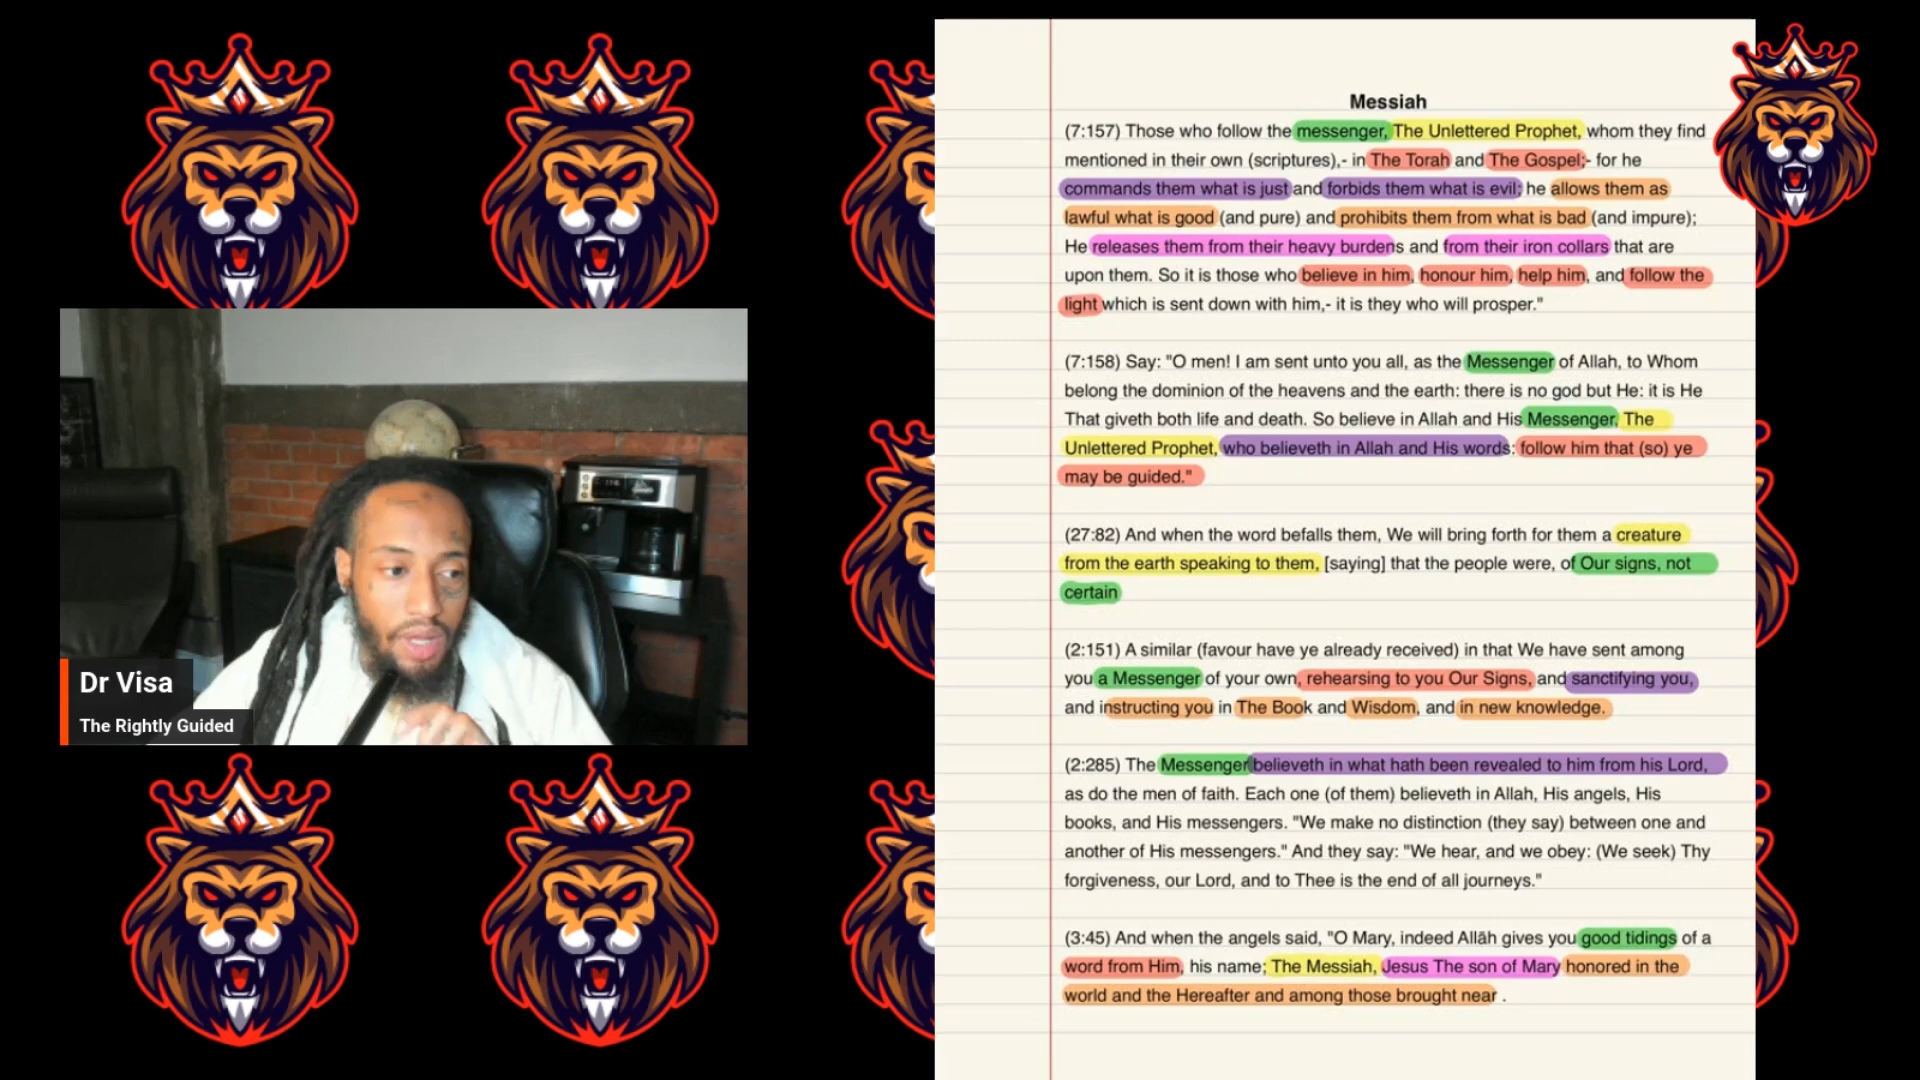 Messiah
(7:157) Those who follow the messenger, The Unlettered Prophet, whom they find
mentioned in their own (scriptures),- in The Torah and The Gospel;- for he
commands them what is just and forbids them what is evil; he allows them as
lawful what is good (and pure) and prohibits them from what is bad (and impure);
He releases them from their heavy burdens and from their iron collars that are
upon them. So it is those who believe in him, honour him, help him, and follow the
light which is sent down with him,- it is they who will prosper."
(7:158) Say: "O men! I am sent unto you all, as the Messenger of Allah, to Whom
belong the dominion of the heavens and the earth: there is no god but He: it is He
That giveth both life and death. So believe in Allah and His Messenger, The
Unlettered Prophet, who believeth in Allah and His words: follow him that (so) ye
may be guided."
(27:82) And when the word befalls them, We will bring forth for them a creature
from the earth speaking to them, [saying] that the people were, of Our signs, not
certain
(2:151) A similar (favour have ye already received) in that We have sent among
you a Messenger of your own, rehearsing to you Our Signs, and sanctifying you,
and instructing you in The Book and Wisdom, and in new knowledge.
(2:285) The Messenger believeth in what hath been revealed to him from his Lord,
as do the men of faith. Each one (of them) believeth in Allah, His angels, His
books, and His messengers. "We make no distinction (they say) between one and
another of His messengers." And they say: "We hear, and we obey: (We seek) Thy
forgiveness, our Lord, and to Thee is the end of all journeys."
(3:45) And when the angels said, "O Mary, indeed Allāh gives you good tidings of a
word from Him, his name; The Messiah, Jesus The son of Mary honored in the
world and the Hereafter and among those brought near .
Dr Visa
The Rightly Guided